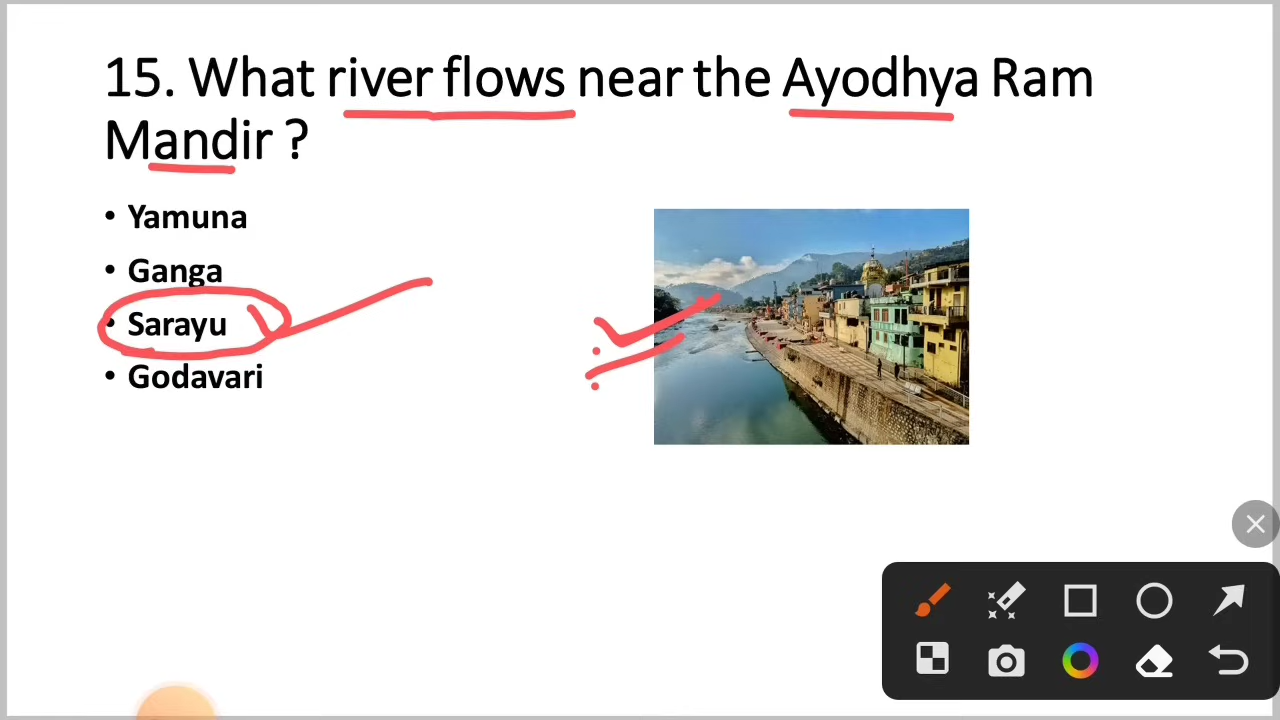 15. What river flows near the Ayodhya Ram
Mandir ?
• Yamuna
• Ganga
• Sarayu
• Godavari